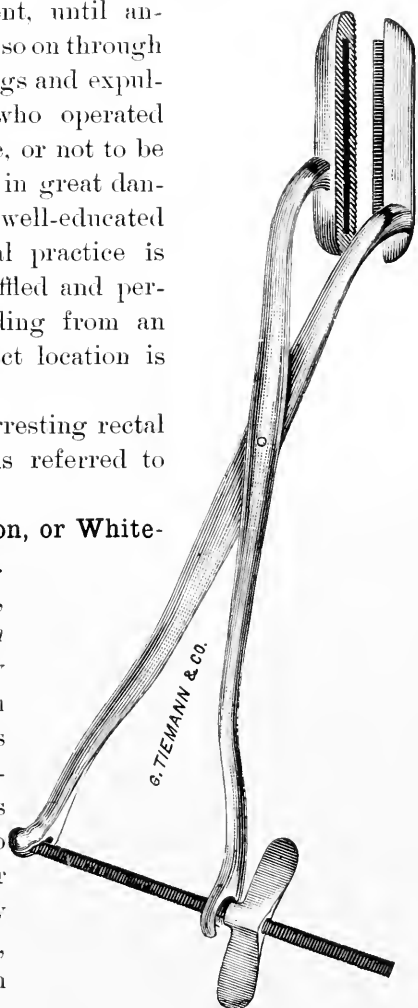 ent, until an-
so on through
gs and expul-
who operated
e, or not to be
in great dan-
well-educated
al practice is
ffled and per-
ding from an
ct location is
rresting rectal
s referred to
on, or White-
G. TIEMANN & CO.